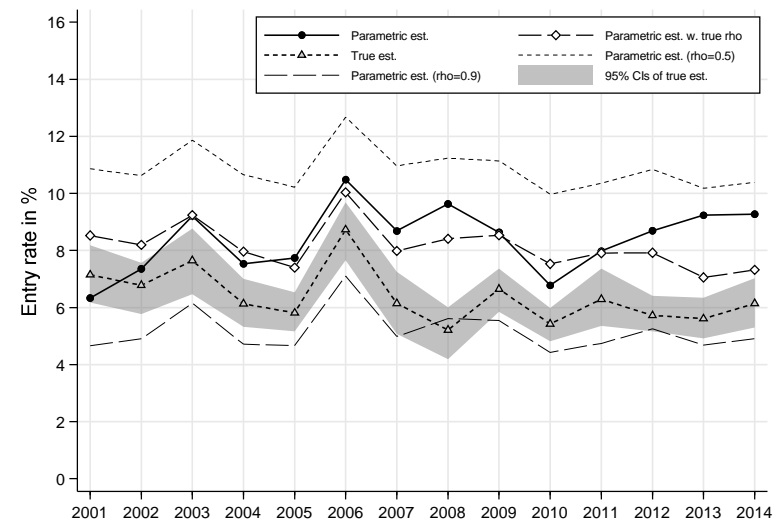 Parametric est.
Parametric est. w. true rho
True est.
Parametric est. (rho=0.5)
Parametric est. (rho=0.9)
95% CIs of true est.
Entry rate in %
16
14
12
10
8
6
4
2
0
2001 2002 2003 2004 2005 2006 2007 2008 2009 2010 2011 2012 2013 2014